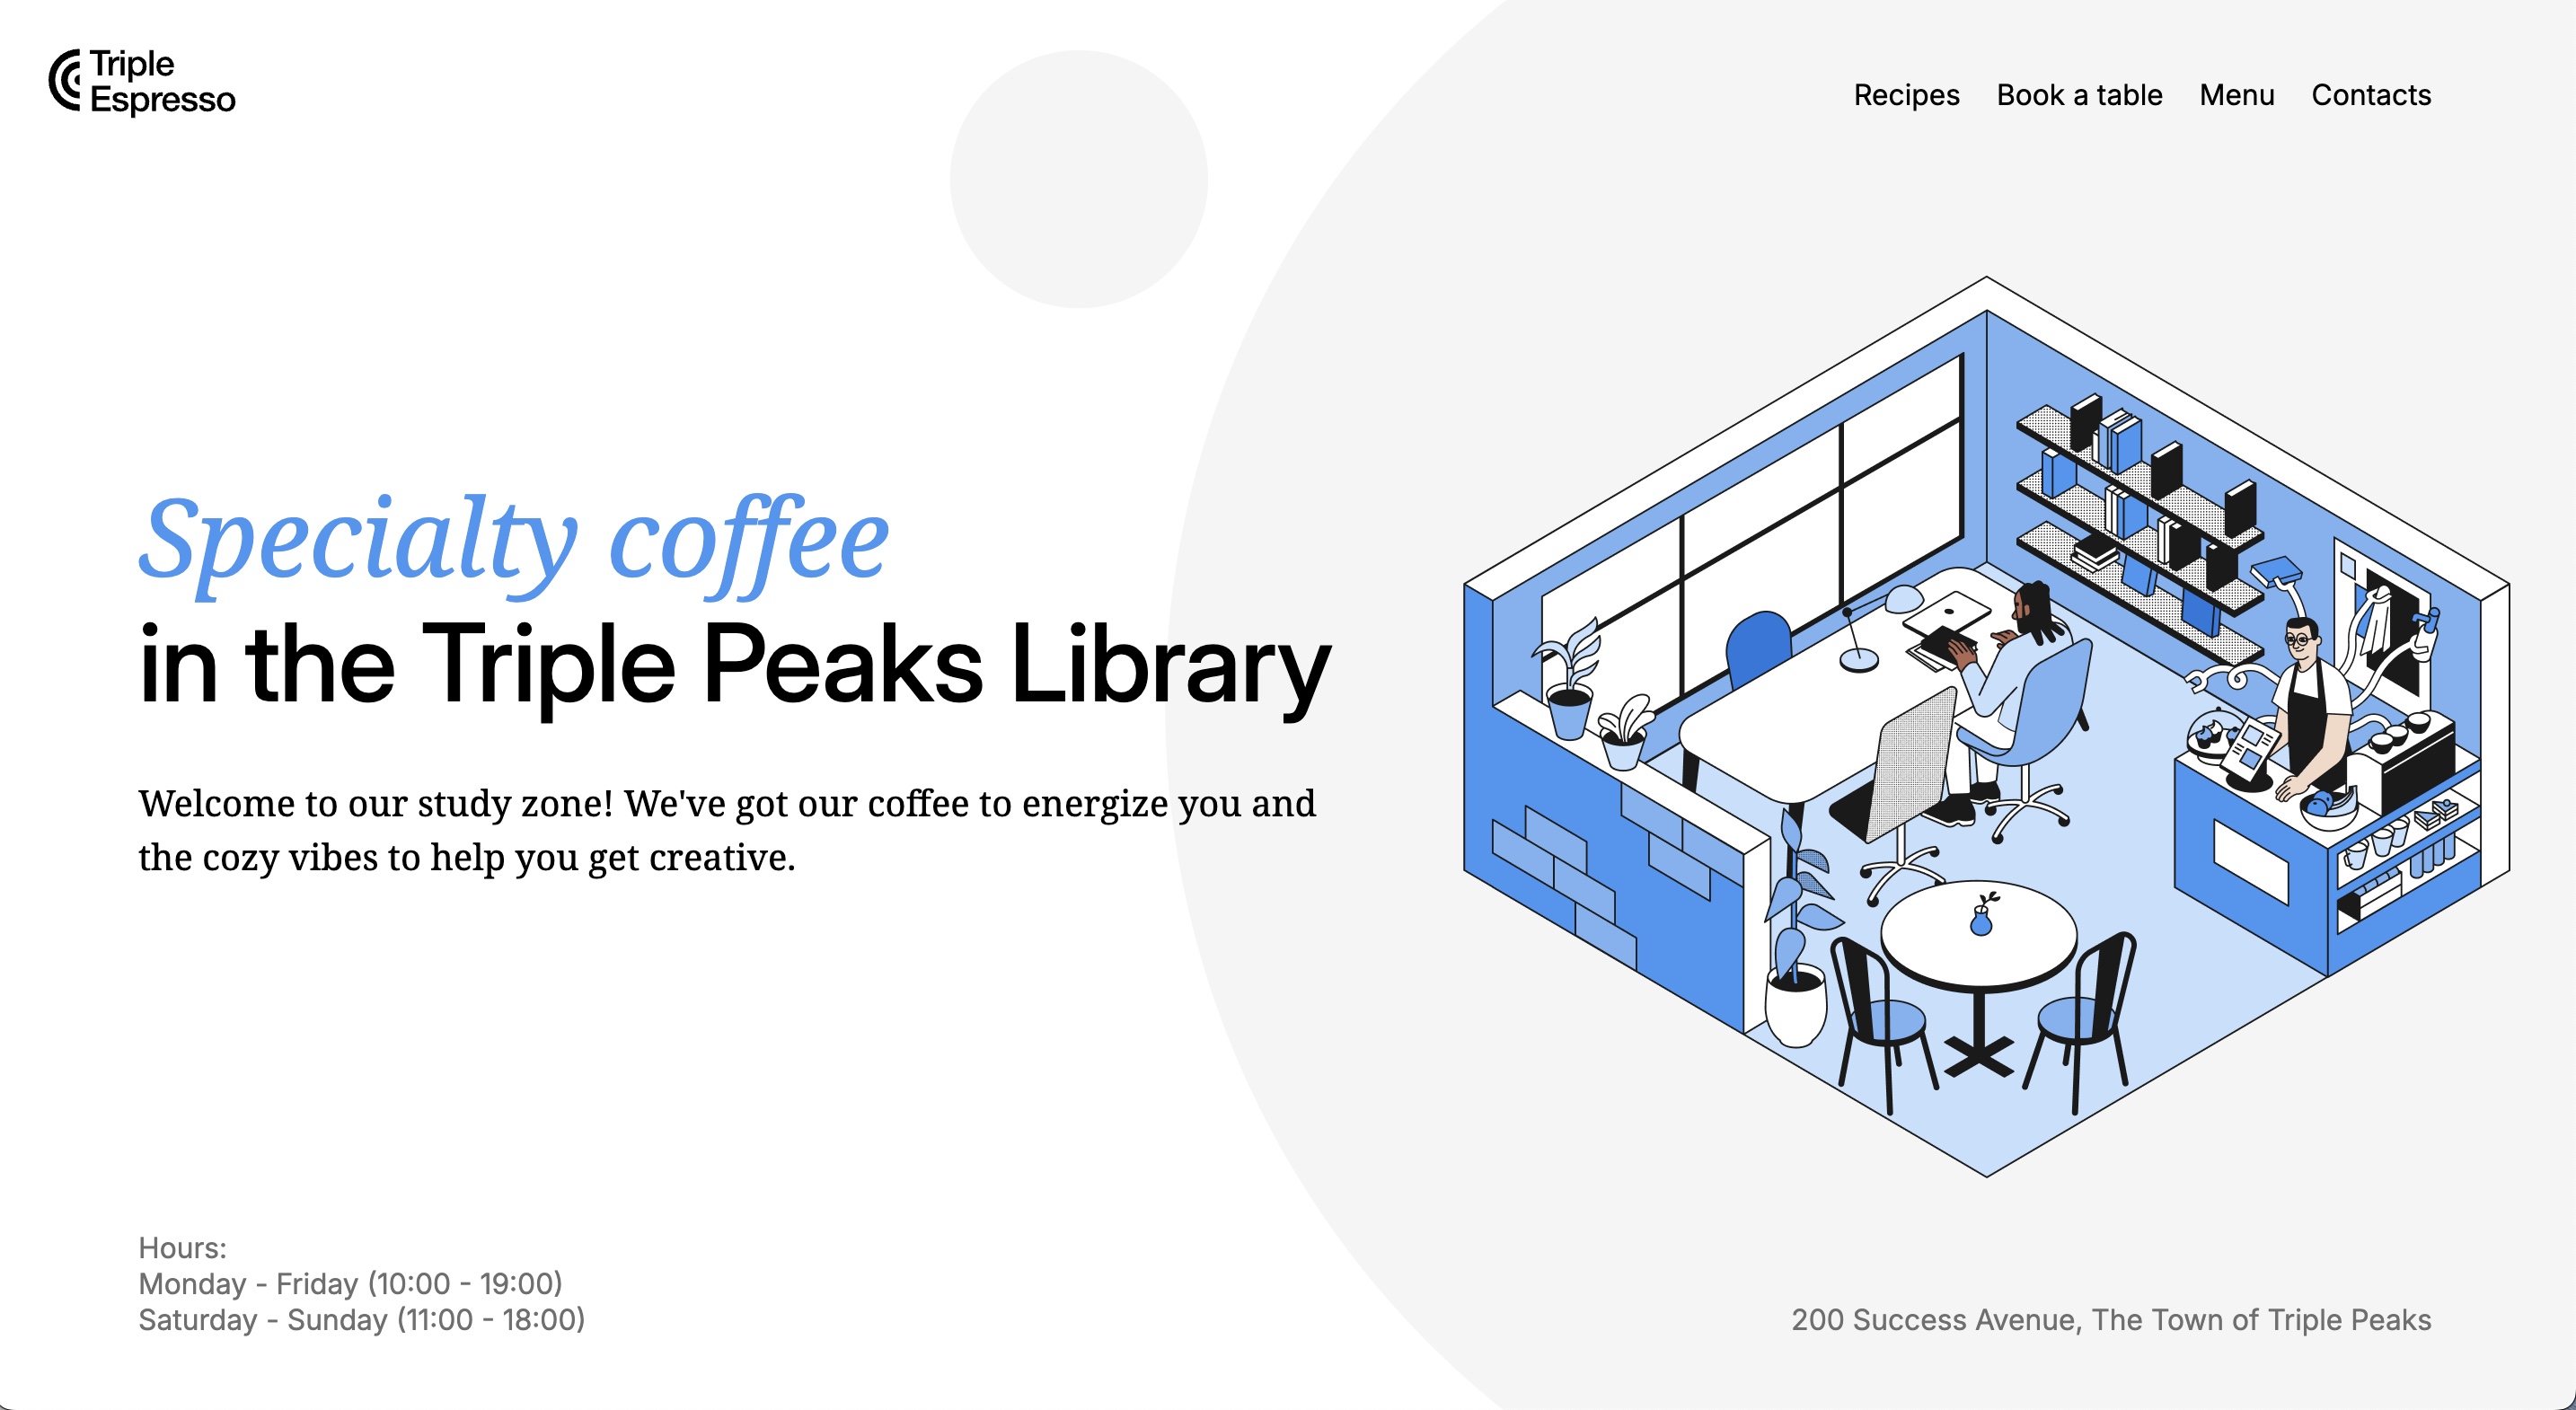 Triple
Espresso
Recipes Book a table Menu Contacts
Specialty coffee
in the Triple Peaks Library
Welcome to our study zone! We've got our coffee to energize you and
the cozy vibes to help you get creative.
Hours:
Monday - Friday (10:00 - 19:00)
Saturday - Sunday (11:00 - 18:00)
200 Success Avenue, The Town of Triple Peaks